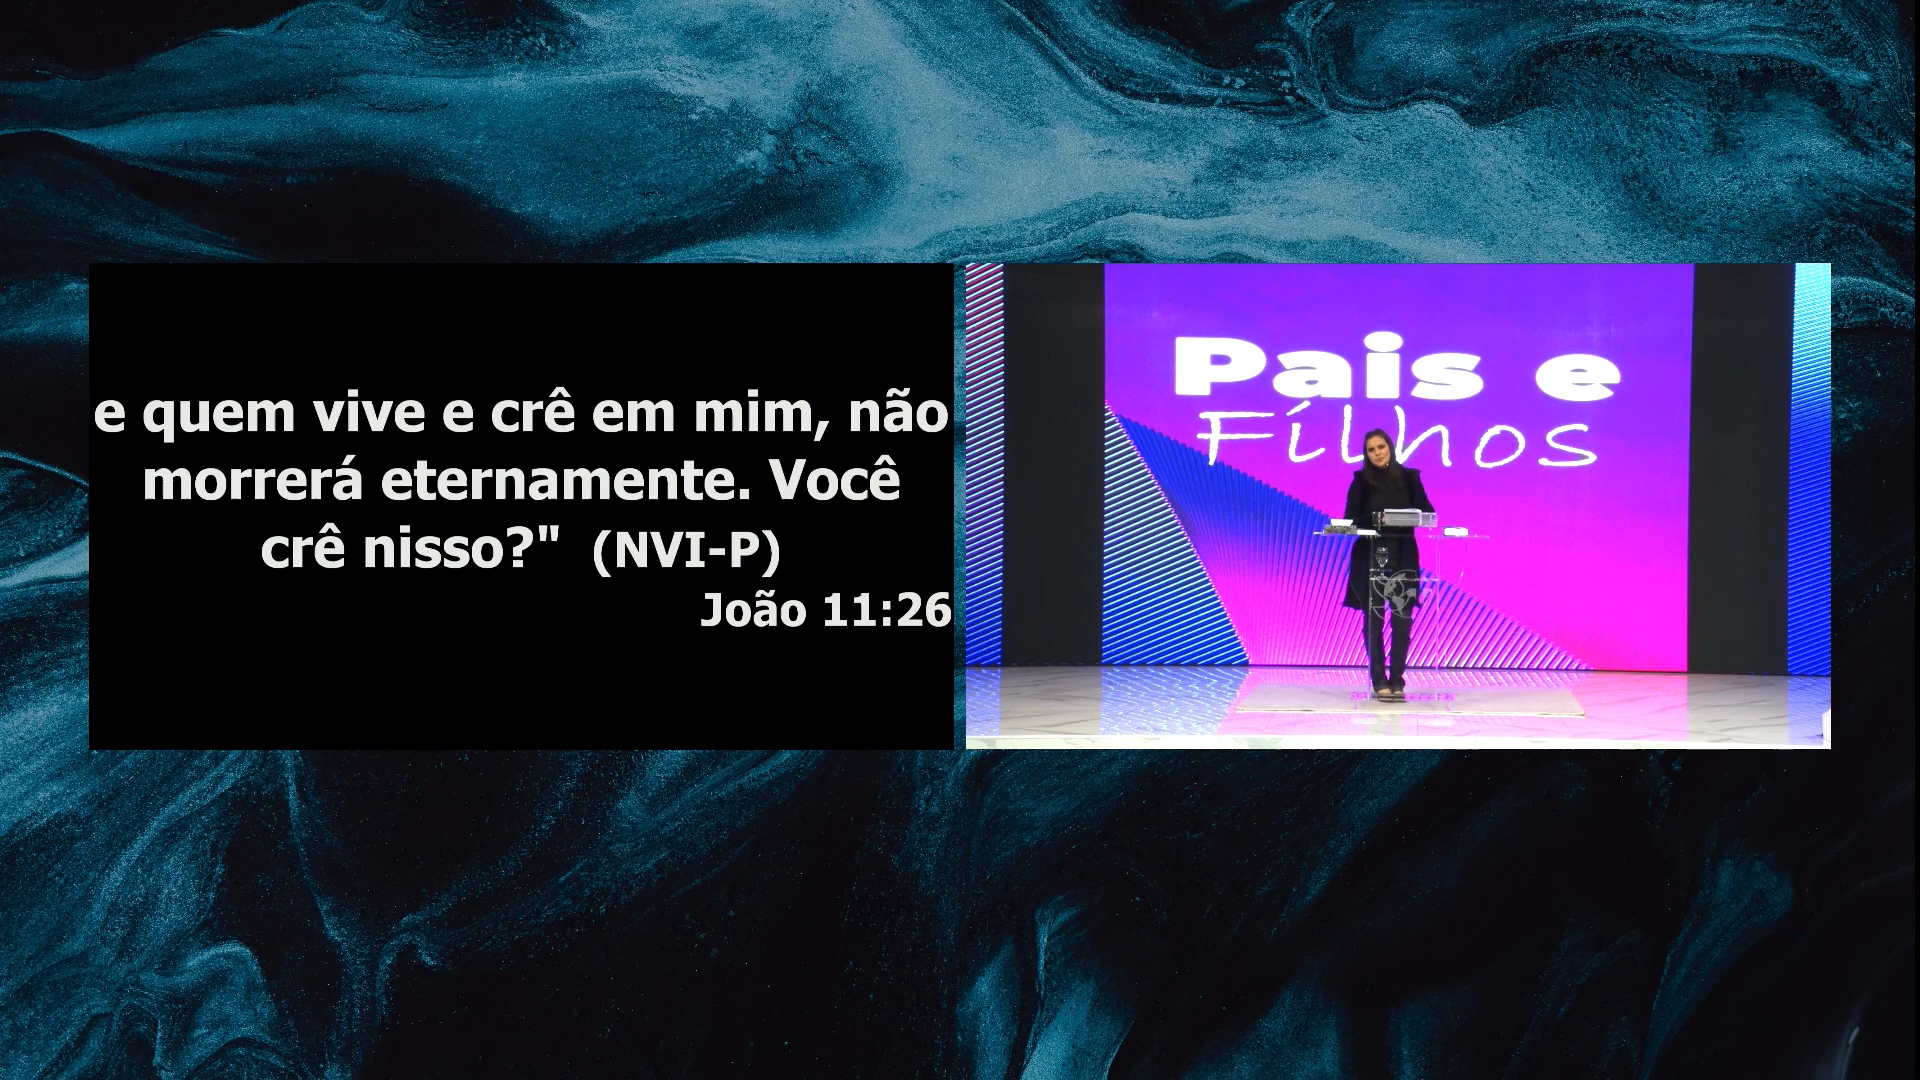 e quem vive e crê em mim, não
morrerá eternamente. Você
crê nisso?"  (NVI-P)
João 11:26
Pais e
Filhos